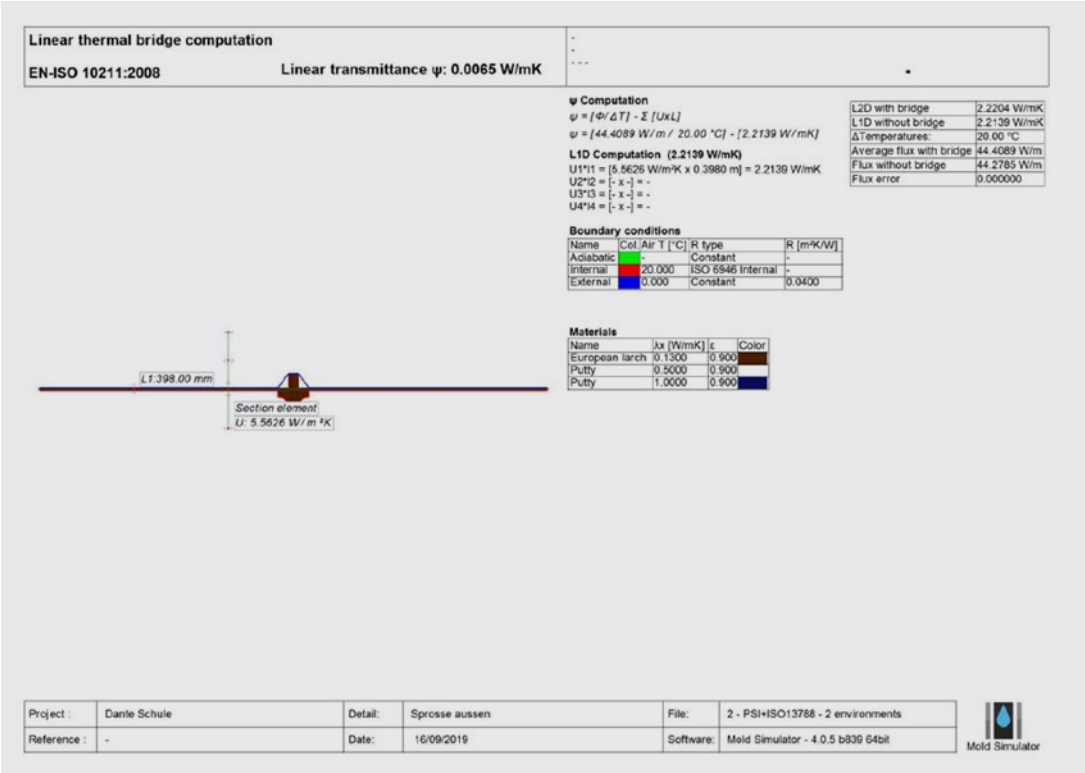 Linear thermal bridge computation
EN-ISO 10211:2008
Linear transmittance ψ: 0.0065 W/mK
-
-
- - -
-
ψ Computation
ψ = [Φ/ΔT] - Σ [UxL]
ψ = [44.4089 W/m / 20.00 °C] - [2.2139 W/mK]
L1D Computation (2.2139 W/mK)
U1*l1 = [5.5626 W/m²K x 0.3980 m] = 2.2139 W/mK
U2*l2 = [- x -] = -
U3*l3 = [- x -] = -
U4*l4 = [- x -] = -
L2D with bridge 2.2204 W/mK
L1D without bridge 2.2139 W/mK
ΔTemperatures: 20.00 °C
Average flux with bridge 44.4089 W/m
Flux without bridge 44.2785 W/m
Flux error 0.000000
Boundary conditions
Name Col. Air T [°C] R type R [m²K/W]
Adiabatic - Constant -
Internal 20.000 ISO 6946 Internal -
External 0.000 Constant 0.0400
Materials
Name λx [W/mK] ε Color
European larch 0.1300 0.900
Putty 0.5000 0.900
Putty 1.0000 0.900
L1:398.00 mm
Section element
U: 5.5626 W/m²K
Project : Dante Schule Detail: Sprosse aussen File: 2 - PSI+ISO13788 - 2 environments
Reference : - Date: 16/09/2019 Software: Mold Simulator - 4.0.5 b839 64bit
Mold Simulator